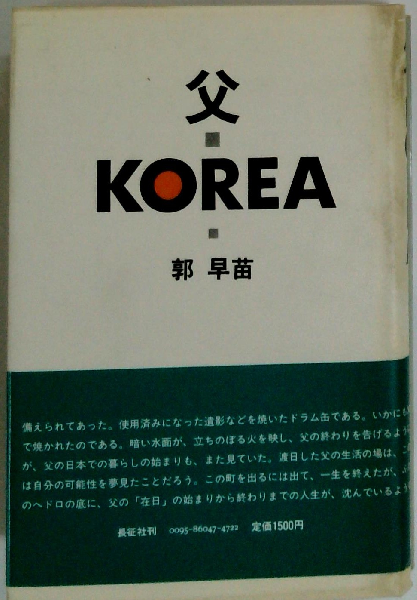 父
KOREA
郭 早苗
備えられてあった。使用済みになった遺影などを焼いたドラム缶である。いかにも
で焼かれたのである。暗い水面が、立ちのぼる火を映し、父の終わりを告げるよう
が、父の日本での暮らしの始まりも、また見ていた。渡日した父の生活の場は、
は自分の可能性を夢見たことだろう。この町を出るには出て、一生を終えたが、
のヘドロの底に、父の「在日」の始まりから終わりまでの人生が、沈んでいるよう
長征社刊 0095-86047-4722 定価1500円